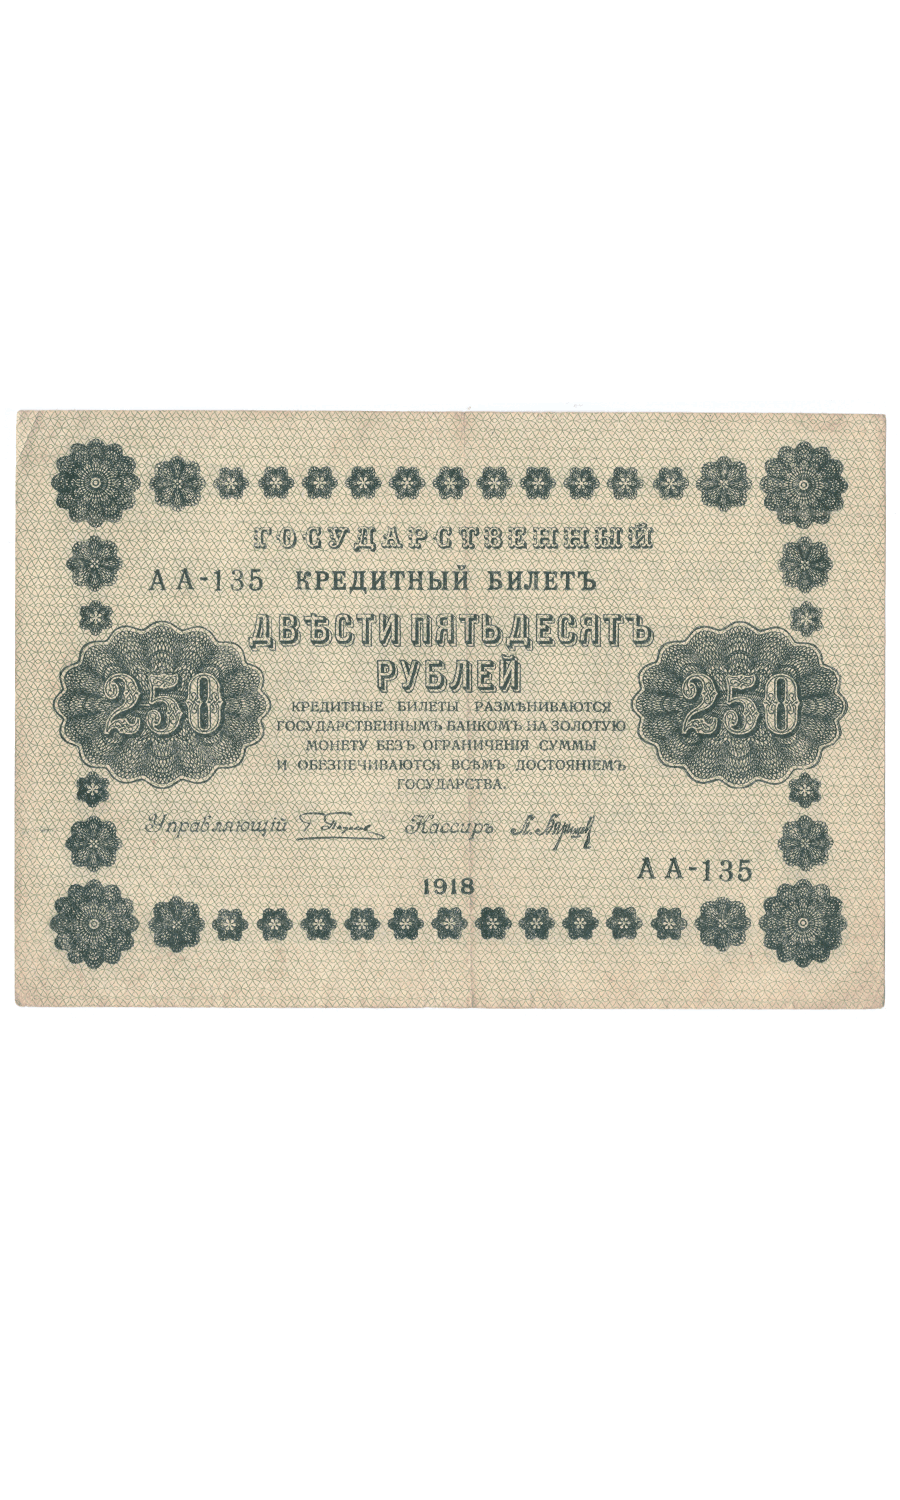 ГОСУДАРСТВЕННЫЙ
АА-135 КРЕДИТНЫЙ БИЛЕТЪ
ДВѢСТИ ПЯТЬДЕСЯТЪ
РУБЛЕЙ
250 250
КРЕДИТНЫЕ БИЛЕТЫ РАЗМѢНИВАЮТСЯ
ГОСУДАРСТВЕННЫМЪ БАНКОМЪ НА ЗОЛОТУЮ
МОНЕТУ БЕЗЪ ОГРАНИЧЕНІЯ СУММЫ
И ОБЕЗПЕЧИВАЮТСЯ ВСѢМЪ ДОСТОЯНІЕМЪ
ГОСУДАРСТВА.
Управляющій Кассиръ
АА-135
1918